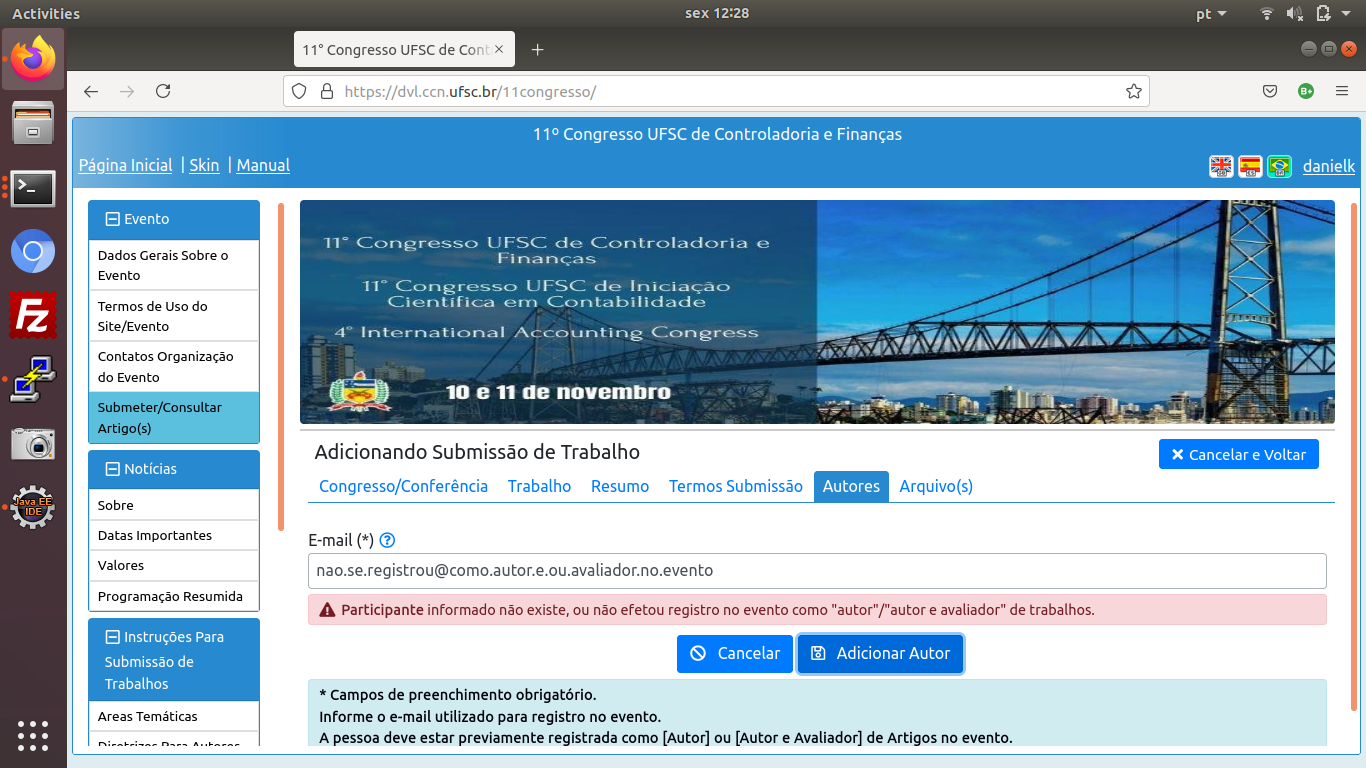 Activities
sex 12:28
pt
11° Congresso UFSC de Cont
https://dvl.ccn.ufsc.br/11congresso/
B+
11º Congresso UFSC de Controladoria e Finanças
Página Inicial | Skin | Manual
danielk
Evento
Dados Gerais Sobre o
Evento
Termos de Uso do
Site/Evento
Contatos Organização
do Evento
Submeter/Consultar
Artigo(s)
Notícias
Sobre
Datas Importantes
Valores
Programação Resumida
Instruções Para
Submissão de
Trabalhos
Areas Temáticas
Diretrizes Para Autores
11° Congresso UFSC de Controladoria e
Finanças
11° Congresso UFSC de Iniciação
Científica em Contabilidade
4° International Accounting Congress
10 e 11 de novembro
Adicionando Submissão de Trabalho
Cancelar e Voltar
Congresso/Conferência Trabalho Resumo Termos Submissão Autores Arquivo(s)
E-mail (*)
nao.se.registrou@como.autor.e.ou.avaliador.no.evento
Participante informado não existe, ou não efetou registro no evento como "autor"/"autor e avaliador" de trabalhos.
Cancelar
Adicionar Autor
* Campos de preenchimento obrigatório.
Informe o e-mail utilizado para registro no evento.
A pessoa deve estar previamente registrada como [Autor] ou [Autor e Avaliador] de Artigos no evento.
Fz
Java EE
IDE